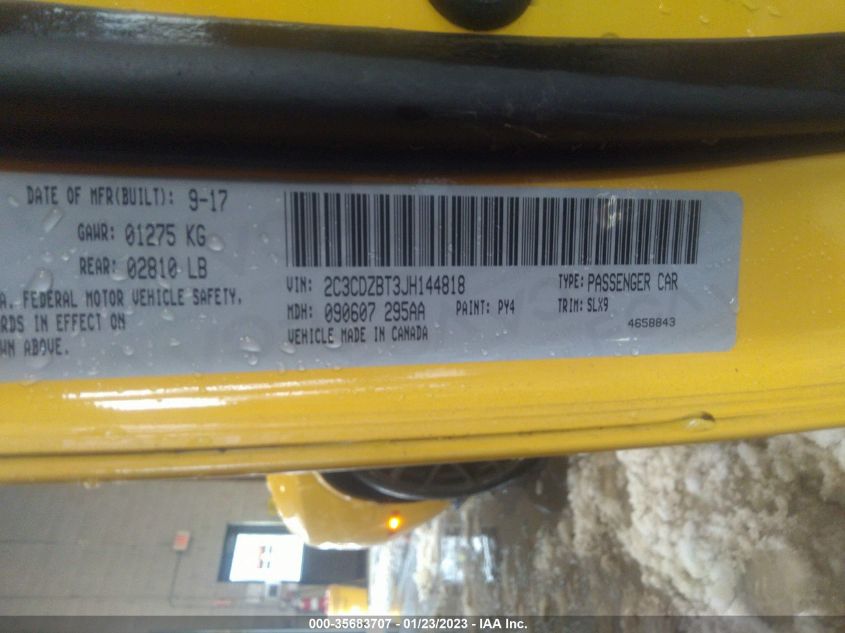 DATE OF MFR(BUILT): 9-17
GAWR: 01275 KG
REAR: 02810 LB
A. FEDERAL MOTOR VEHICLE SAFETY,
RDS IN EFFECT ON
WN ABOVE.
VIN: 2C3CDZBT3JH144818 TYPE: PASSENGER CAR
MDH: 090607 295AA PAINT: PY4 TRIM: SLX9
VEHICLE MADE IN CANADA 4658843
000-35683707 - 01/23/2023 - IAA Inc.